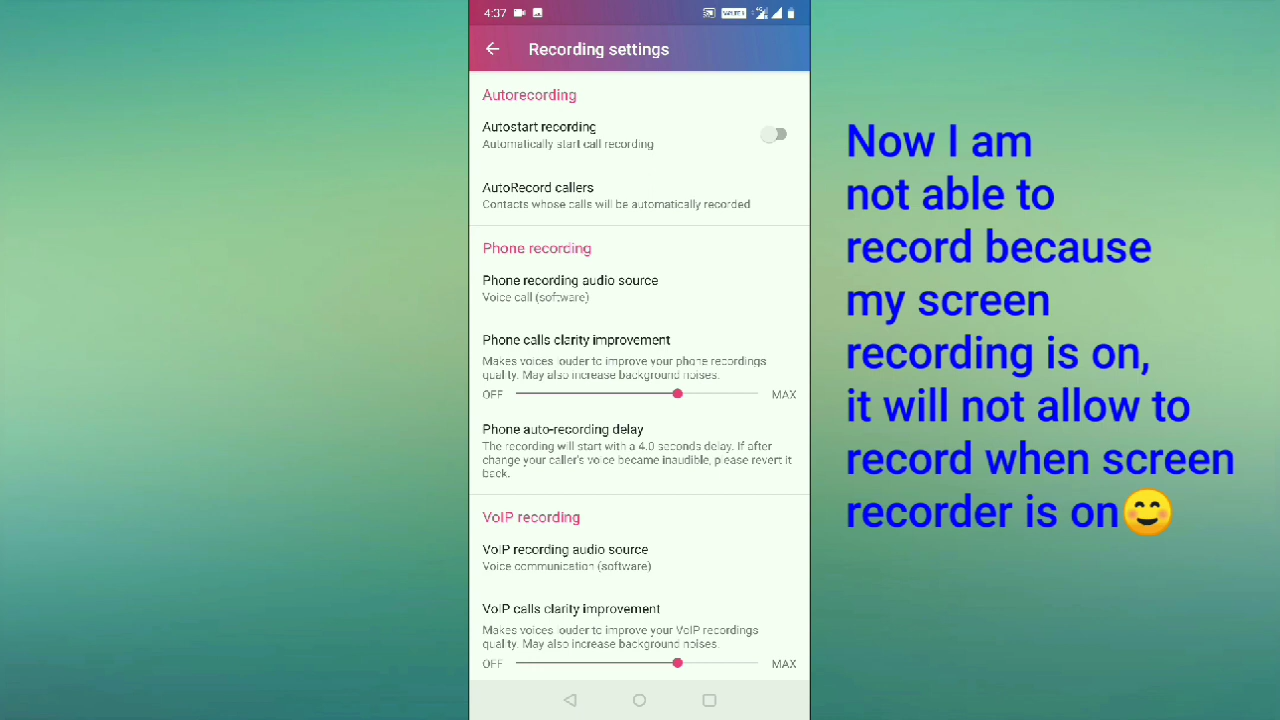 4:37
Recording settings
Autorecording
Autostart recording
Automatically start call recording
AutoRecord callers
Contacts whose calls will be automatically recorded
Phone recording
Phone recording audio source
Voice call (software)
Phone calls clarity improvement
Makes voices louder to improve your phone recordings
quality. May also increase background noises.
OFF MAX
Phone auto-recording delay
The recording will start with a 4.0 seconds delay. If after
change your caller's voice became inaudible, please revert it
back.
VoIP recording
VoIP recording audio source
Voice communication (software)
VoIP calls clarity improvement
Makes voices louder to improve your VoIP recordings
quality. May also increase background noises.
OFF MAX
Now I am
not able to
record because
my screen
recording is on,
it will not allow to
record when screen
recorder is on😊